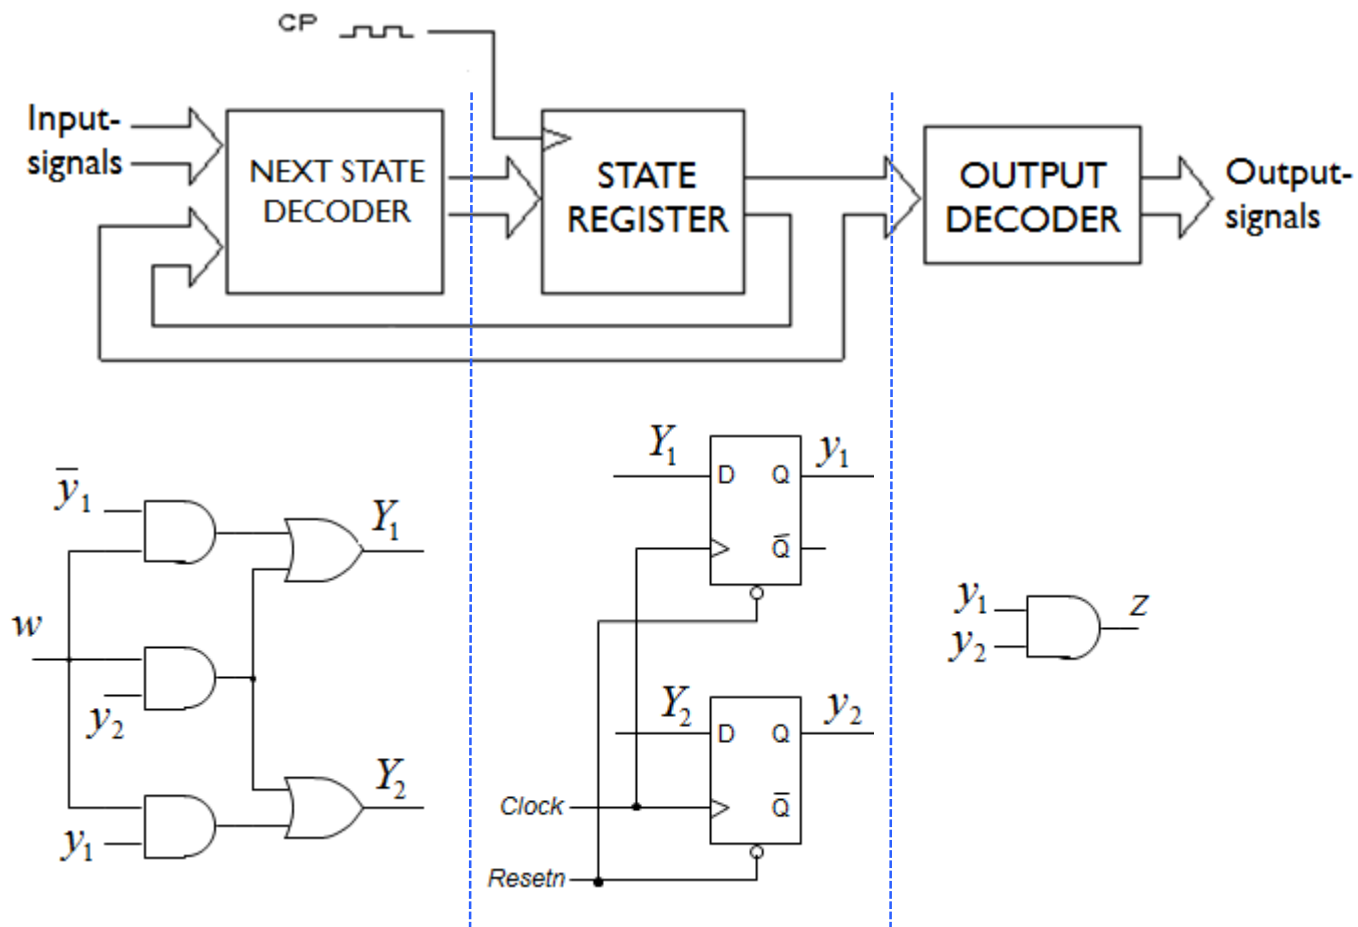 CP
Input-
signals
NEXT STATE
DECODER
STATE
REGISTER
OUTPUT
DECODER
Output-
signals
y̅₁
Y₁
w
y₂
Y₂
y₁
Y₁
y₁
D
Q
Q̅
Y₂
y₂
D
Q
Q̅
Clock
Resetn
y₁
y₂
z